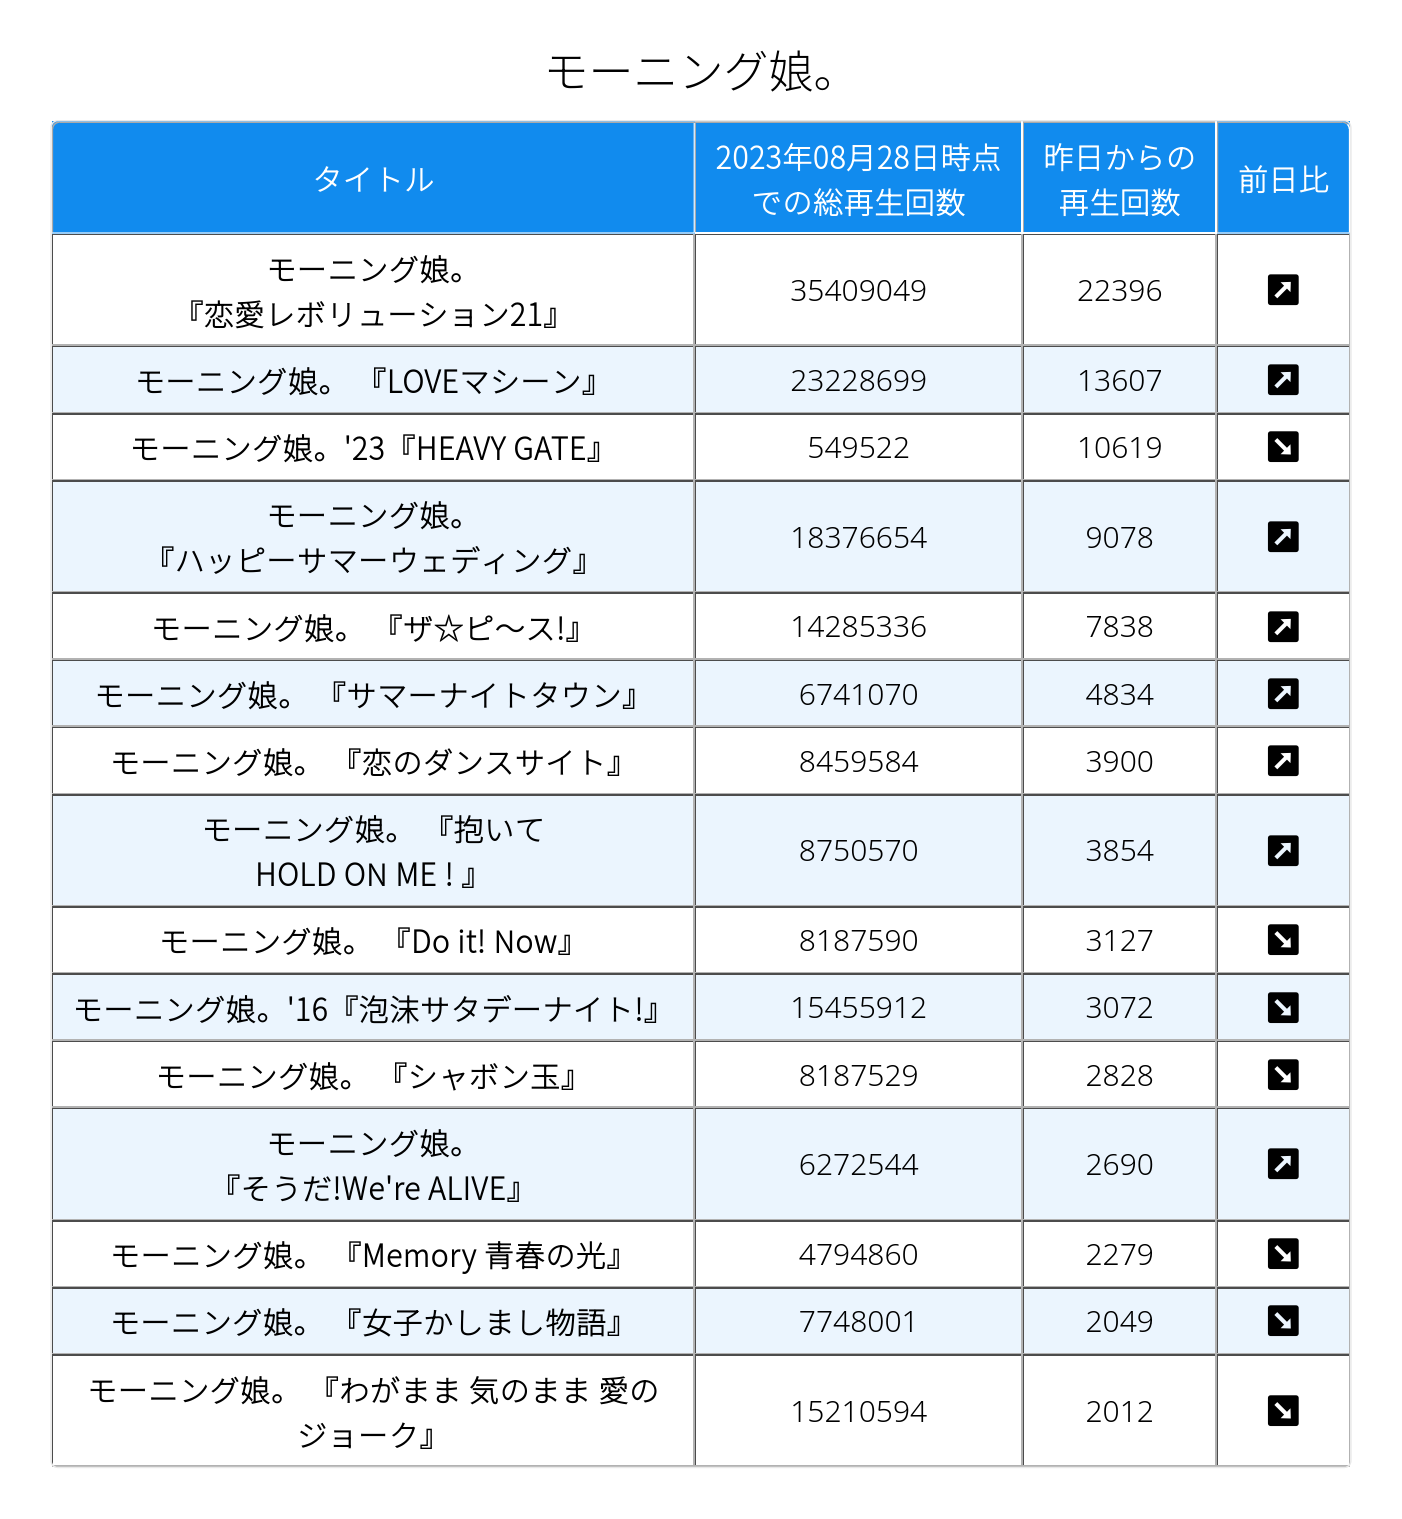 モーニング娘。
タイトル
2023年08月28日時点
での総再生回数
昨日からの
再生回数
前日比
モーニング娘。
『恋愛レボリューション21』
35409049
22396
モーニング娘。 『LOVEマシーン』
23228699
13607
モーニング娘。'23『HEAVY GATE』
549522
10619
モーニング娘。
『ハッピーサマーウェディング』
18376654
9078
モーニング娘。 『ザ☆ピ〜ス!』
14285336
7838
モーニング娘。 『サマーナイトタウン』
6741070
4834
モーニング娘。 『恋のダンスサイト』
8459584
3900
モーニング娘。 『抱いて
HOLD ON ME ! 』
8750570
3854
モーニング娘。 『Do it! Now』
8187590
3127
モーニング娘。'16『泡沫サタデーナイト!』
15455912
3072
モーニング娘。 『シャボン玉』
8187529
2828
モーニング娘。
『そうだ!We're ALIVE』
6272544
2690
モーニング娘。 『Memory 青春の光』
4794860
2279
モーニング娘。 『女子かしまし物語』
7748001
2049
モーニング娘。 『わがまま 気のまま 愛の
ジョーク』
15210594
2012